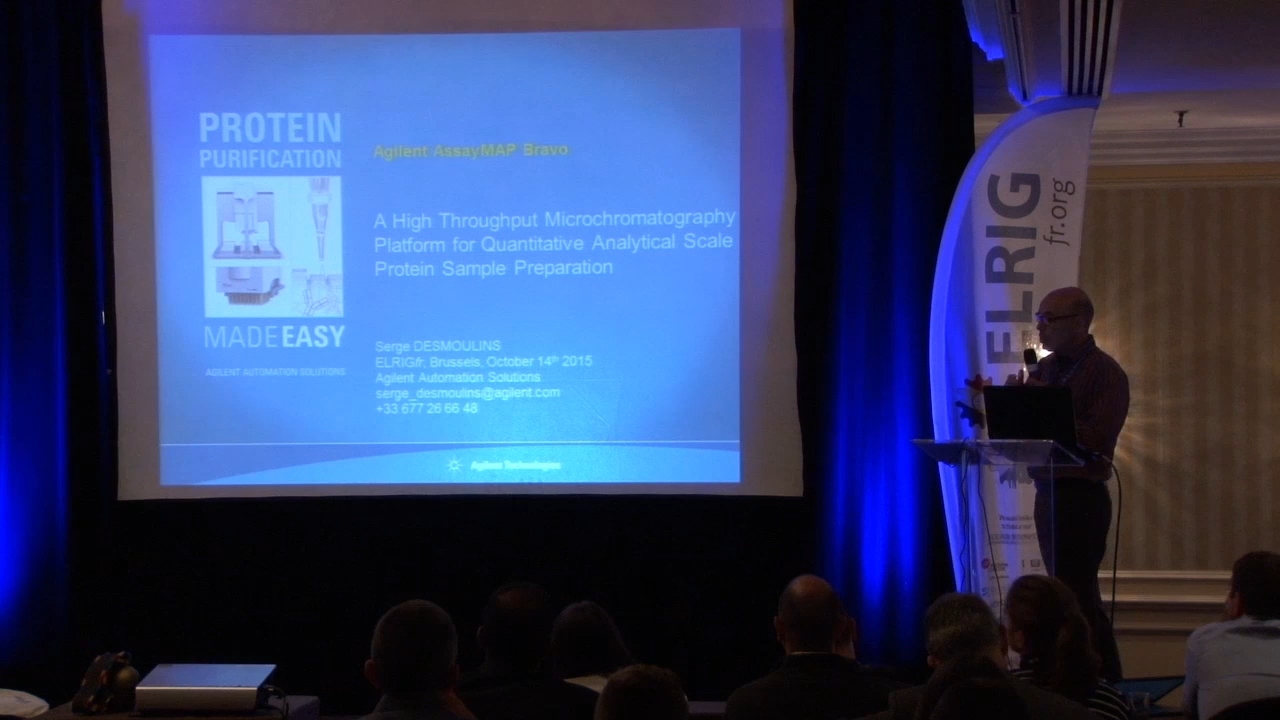 PROTEIN
PURIFICATION
MADE EASY
AGILENT AUTOMATION SOLUTIONS
Agilent AssayMAP Bravo
A High Throughput Microchromatography
Platform for Quantitative Analytical Scale
Protein Sample Preparation
Serge DESMOULINS
ELRIGfr, Brussels, October 14th 2015
Agilent Automation Solutions
serge_desmoulins@agilent.com
+33 677 26 66 48
Agilent Technologies
ELRIG
fr.org